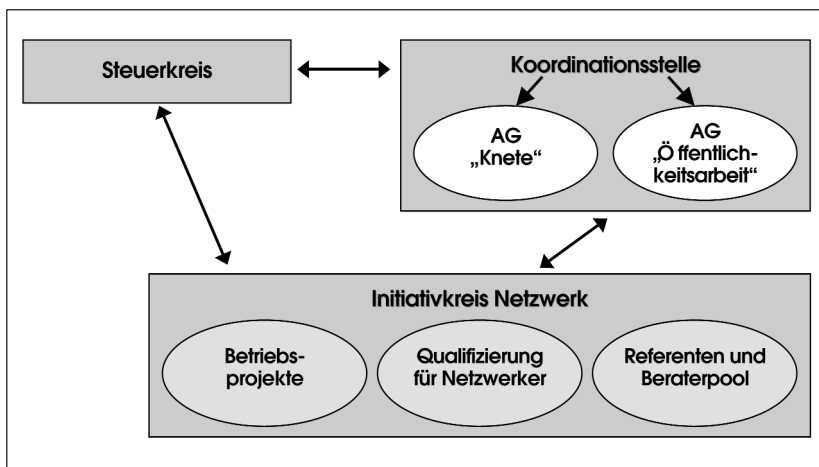 Steuerkreis
Koordinationsstelle
AG
„Knete“
AG
„Ö ffentlich-
keitsarbeit“
Initiativkreis Netzwerk
Betriebs-
projekte
Qualifizierung
für Netzwerker
Referenten und
Beraterpool